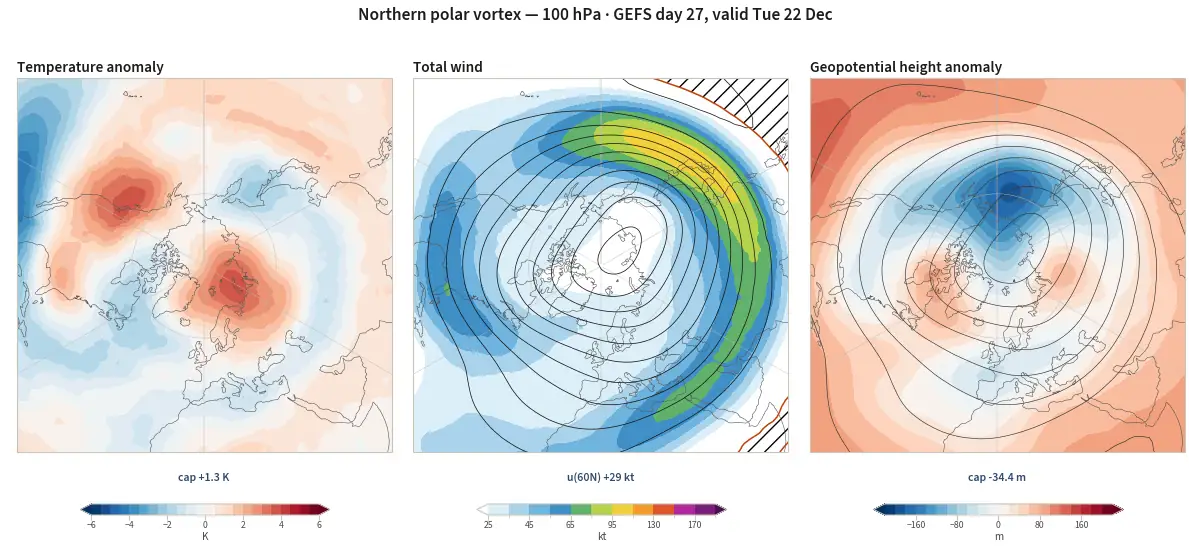 Northern polar vortex — 100 hPa · GEFS day 27, valid Tue 22 Dec
Temperature anomaly
Total wind
Geopotential height anomaly
cap +1.3 K
u(60N) +29 kt
cap -34.4 m
−6 −4 −2 0 2 4 6
K
25 45 65 95 130 170
kt
−160 −80 0 80 160
m